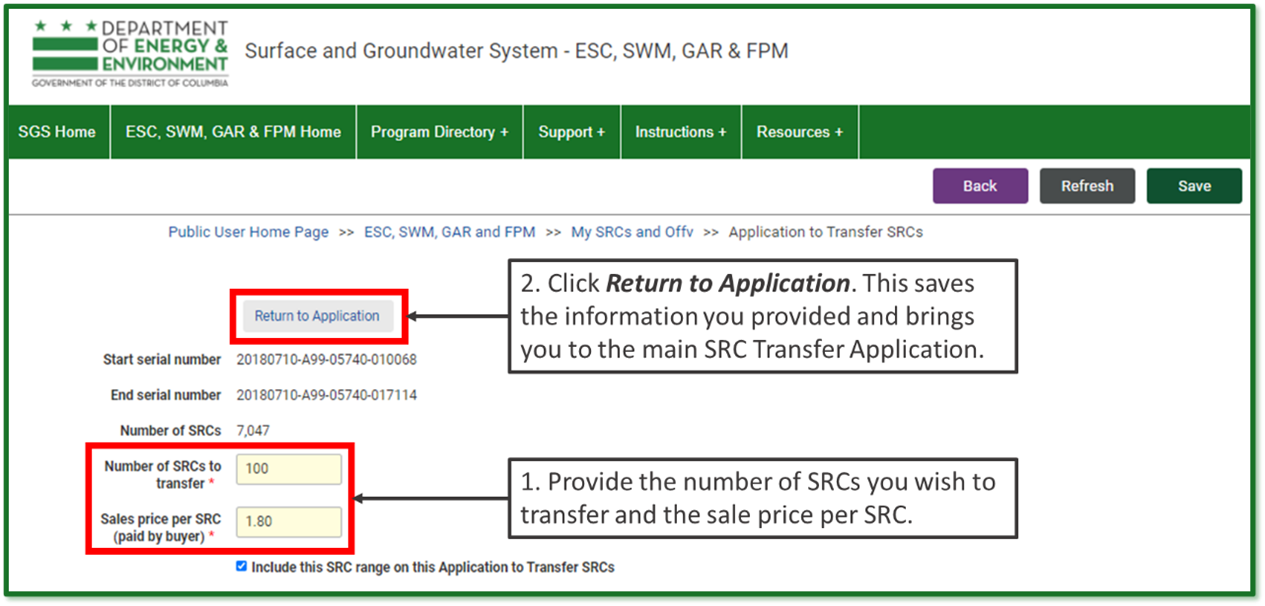 DEPARTMENT
OF ENERGY &
ENVIRONMENT
GOVERNMENT OF THE DISTRICT OF COLUMBIA
Surface and Groundwater System - ESC, SWM, GAR & FPM
SGS Home ESC, SWM, GAR & FPM Home Program Directory + Support + Instructions + Resources +
Back Refresh Save
Public User Home Page >> ESC, SWM, GAR and FPM >> My SRCs and Offv >> Application to Transfer SRCs
2. Click Return to Application. This saves
the information you provided and brings
you to the main SRC Transfer Application.
Return to Application
Start serial number 20180710-A99-05740-010068
End serial number 20180710-A99-05740-017114
Number of SRCs 7,047
Number of SRCs to
transfer * 100
Sales price per SRC
(paid by buyer) * 1.80
1. Provide the number of SRCs you wish to
transfer and the sale price per SRC.
Include this SRC range on this Application to Transfer SRCs